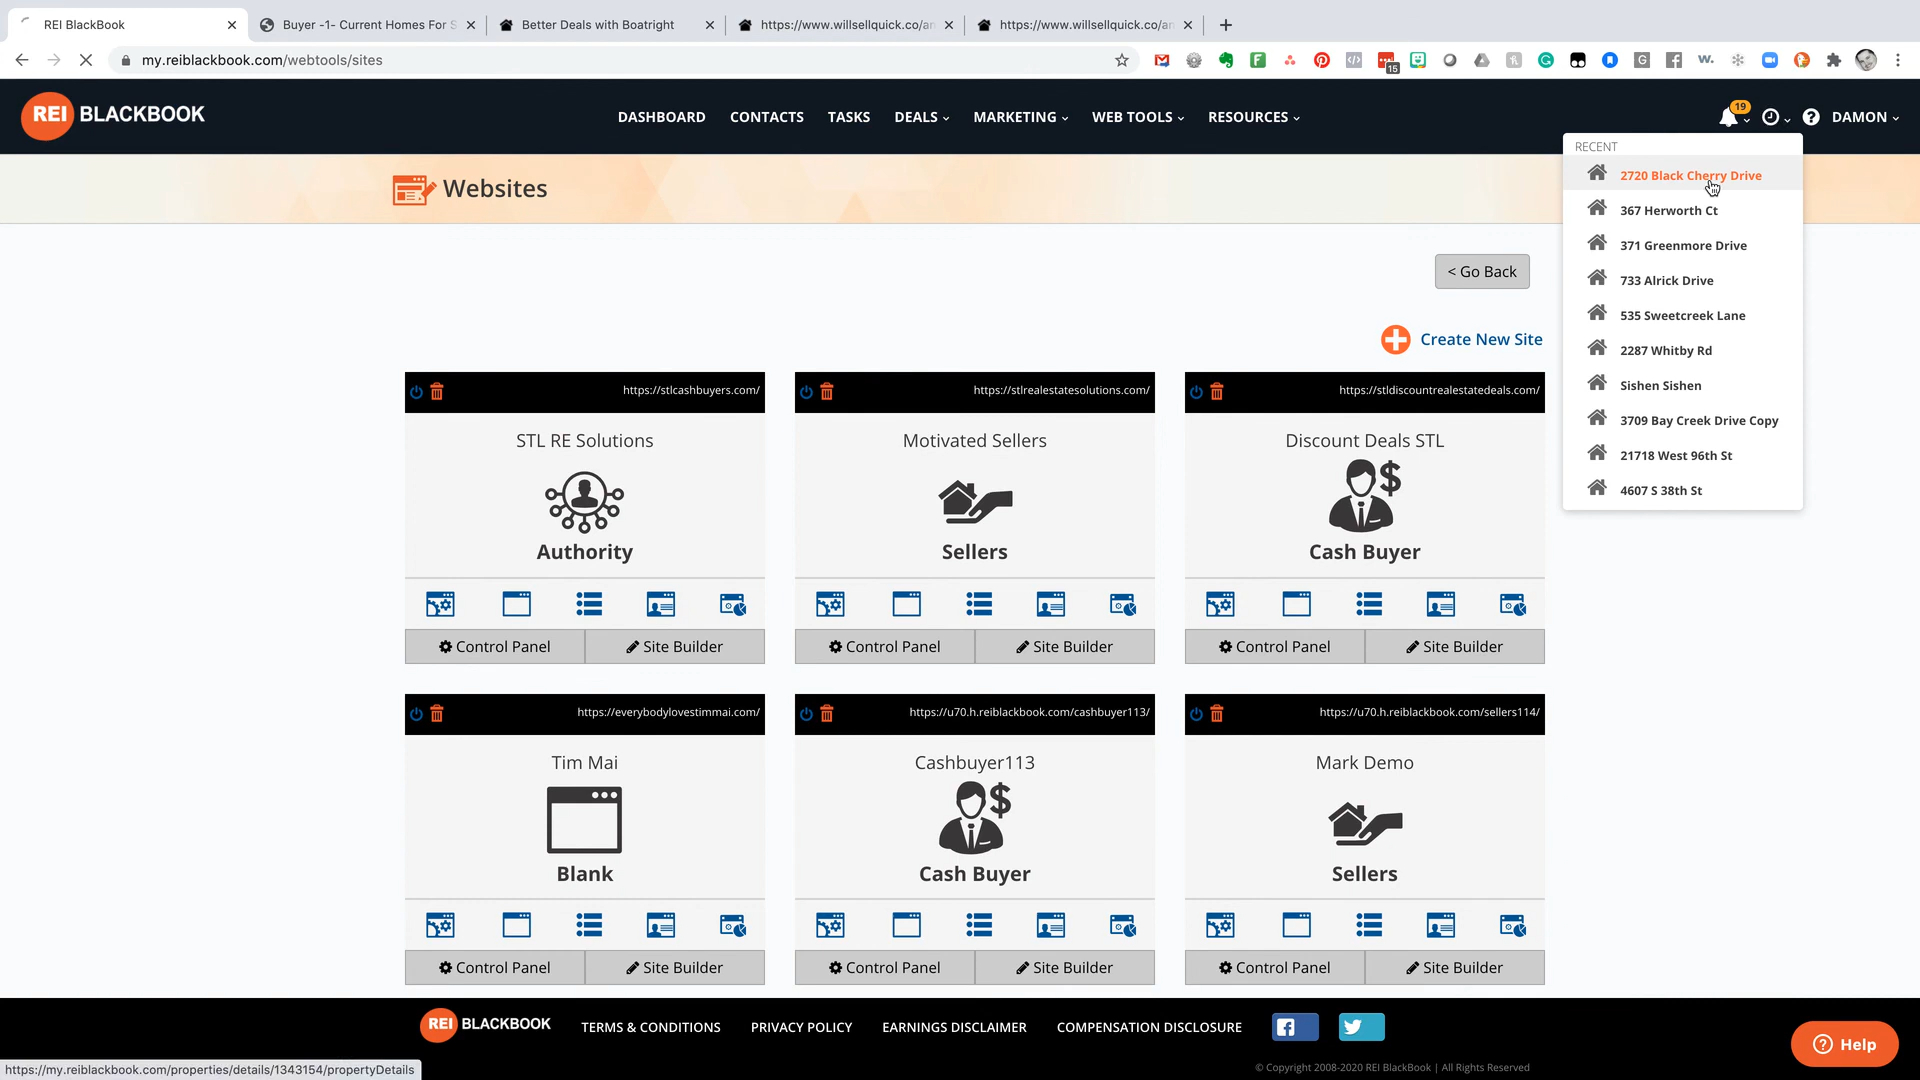 REI BlackBook
Buyer -1- Current Homes For S
Better Deals with Boatright
https://www.willsellquick.co/an
https://www.willsellquick.co/an
my.reiblackbook.com/webtools/sites
15
REI BLACKBOOK
DASHBOARD
CONTACTS
TASKS
DEALS
MARKETING
WEB TOOLS
RESOURCES
19
DAMON
RECENT
2720 Black Cherry Drive
367 Herworth Ct
371 Greenmore Drive
733 Alrick Drive
535 Sweetcreek Lane
2287 Whitby Rd
Sishen Sishen
3709 Bay Creek Drive Copy
21718 West 96th St
4607 S 38th St
Websites
< Go Back
Create New Site
https://stlcashbuyers.com/
STL RE Solutions
Authority
Control Panel
Site Builder
https://stlrealestatesolutions.com/
Motivated Sellers
Sellers
Control Panel
Site Builder
https://stldiscountrealestatedeals.com/
Discount Deals STL
Cash Buyer
Control Panel
Site Builder
https://everybodylovestimmai.com/
Tim Mai
Blank
Control Panel
Site Builder
https://u70.h.reiblackbook.com/cashbuyer113/
Cashbuyer113
Cash Buyer
Control Panel
Site Builder
https://u70.h.reiblackbook.com/sellers114/
Mark Demo
Sellers
Control Panel
Site Builder
REI BLACKBOOK
TERMS & CONDITIONS
PRIVACY POLICY
EARNINGS DISCLAIMER
COMPENSATION DISCLOSURE
Help
© Copyright 2008-2020 REI BlackBook | All Rights Reserved
https://my.reiblackbook.com/properties/details/1343154/propertyDetails